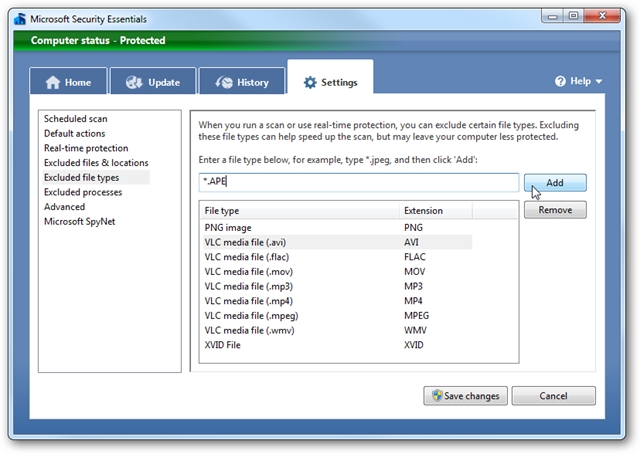 Microsoft Security Essentials
Computer status - Protected
Home
Update
History
Settings
Help
Scheduled scan
Default actions
Real-time protection
Excluded files & locations
Excluded file types
Excluded processes
Advanced
Microsoft SpyNet
When you run a scan or use real-time protection, you can exclude certain file types. Excluding
these file types can help speed up the scan, but may leave your computer less protected.
Enter a file type below, for example, type *.jpeg, and then click 'Add':
*.APE
Add
Remove
File type Extension
PNG image PNG
VLC media file (.avi) AVI
VLC media file (.flac) FLAC
VLC media file (.mov) MOV
VLC media file (.mp3) MP3
VLC media file (.mp4) MP4
VLC media file (.mpeg) MPEG
VLC media file (.wmv) WMV
XVID File XVID
Save changes
Cancel